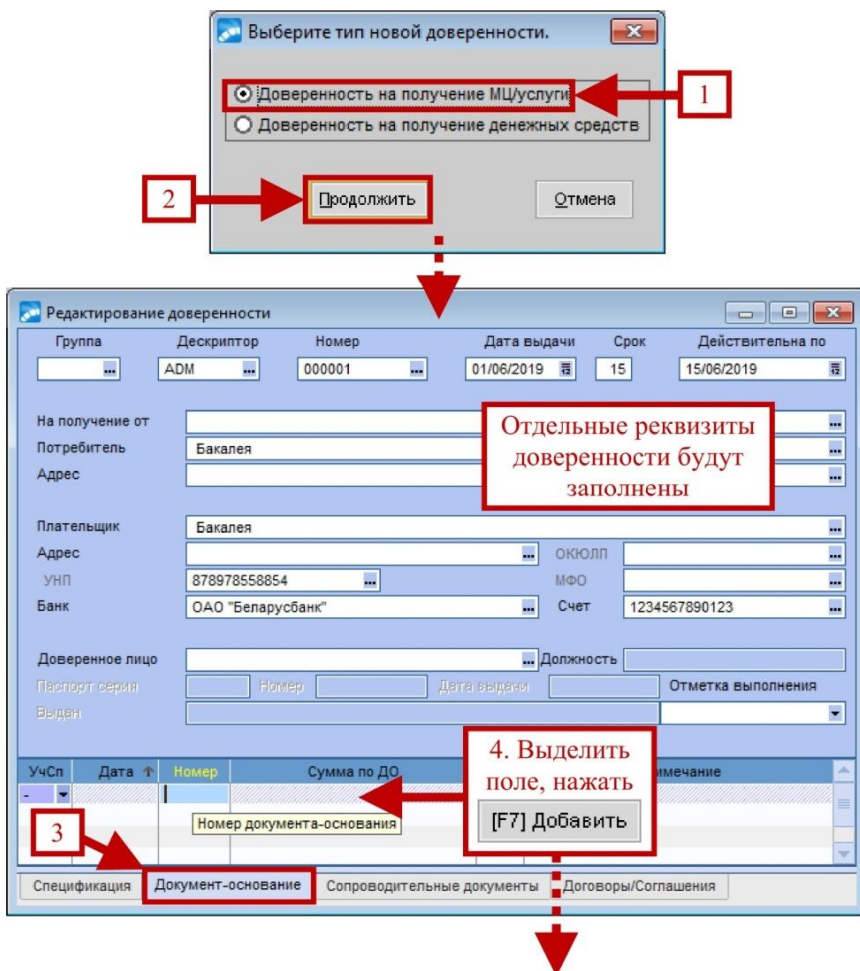 Выберите тип новой доверенности.
Доверенность на получение МЦ/услуги
1
Доверенность на получение денежных средств
2
Продолжить
Отмена
Редактирование доверенности
Группа Дескриптор Номер Дата выдачи Срок Действительна по
ADM 000001 01/06/2019 15 15/06/2019
На получение от
Потребитель Бакалея
Адрес
Отдельные реквизиты
доверенности будут
заполнены
Плательщик Бакалея
Адрес ОКЮЛП
УНП 878978558854 МФО
Банк ОАО "Беларусбанк" Счет 1234567890123
Доверенное лицо Должность
Паспорт серия Номер Дата выдачи Отметка выполнения
Выдан
УчСп Дата Номер Сумма по ДО имечание
-
4. Выделить
поле, нажать
[F7] Добавить
Номер документа-основания
3
Спецификация Документ-основание Сопроводительные документы Договоры/Соглашения